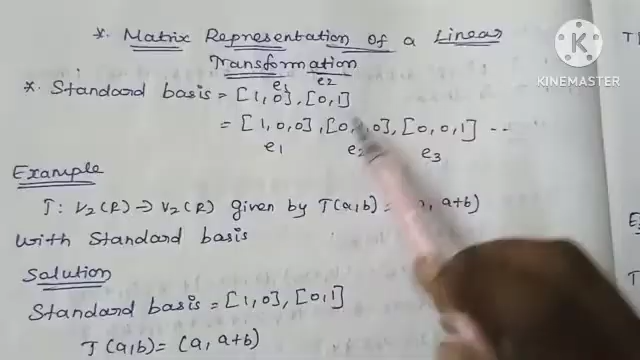 *. Matrix Representation of a Linear
Transformation
KINEMASTER
e1 e2
*. Standard basis = [1,0], [0,1]
= [1,0,0], [0, ,0], [0,0,1] --
e1 e2 e3
Example
T: V2(R) → V2(R) given by T(a,b) = , a+b)
with Standard basis
Solution
Standard basis = [1,0], [0,1]
T(a,b) = (a, a+b)
T
E
T